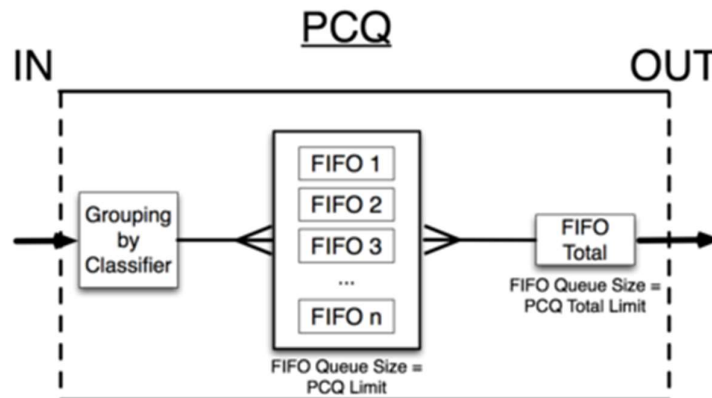 PCQ
IN
OUT
Grouping
by
Classifier
FIFO 1
FIFO 2
FIFO 3
...
FIFO n
FIFO Queue Size =
PCQ Limit
FIFO
Total
FIFO Queue Size =
PCQ Total Limit